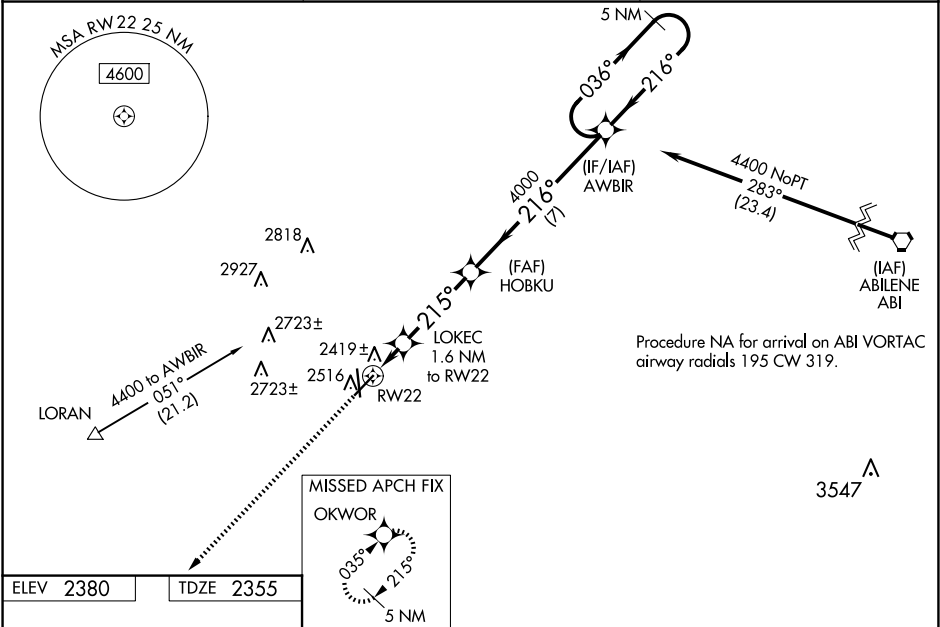 MSA RW22 25 NM
4600
5 NM
036°
216°
(IF/IAF)
AWBIR
4000
216°
(7)
4400 NoPT
283°
(23.4)
(IAF)
ABILENE
ABI
(FAF)
HOBKU
2818
2927
215°
2723±
2419±
LOKEC
1.6 NM
to RW22
Procedure NA for arrival on ABI VORTAC
airway radials 195 CW 319.
4400 to AWBIR
051°
(21.2)
2723±
2516
RW22
LORAN
3547
MISSED APCH FIX
OKWOR
035°
215°
5 NM
ELEV 2380
TDZE 2355